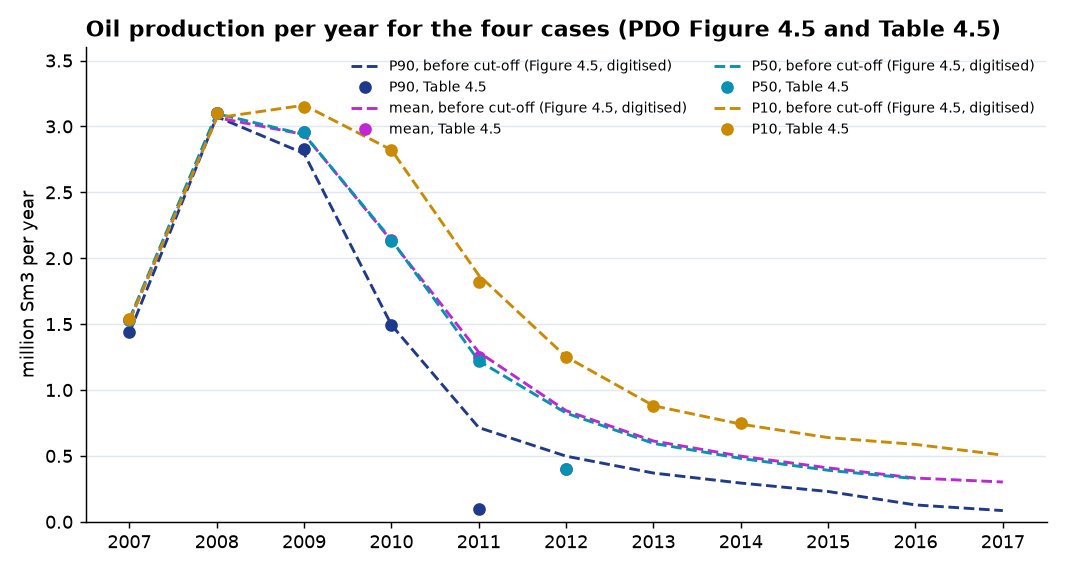 Oil production per year for the four cases (PDO Figure 4.5 and Table 4.5)
P90, before cut-off (Figure 4.5, digitised)
P90, Table 4.5
mean, before cut-off (Figure 4.5, digitised)
mean, Table 4.5
P50, before cut-off (Figure 4.5, digitised)
P50, Table 4.5
P10, before cut-off (Figure 4.5, digitised)
P10, Table 4.5
million Sm3 per year
3.5
3.0
2.5
2.0
1.5
1.0
0.5
0.0
2007 2008 2009 2010 2011 2012 2013 2014 2015 2016 2017